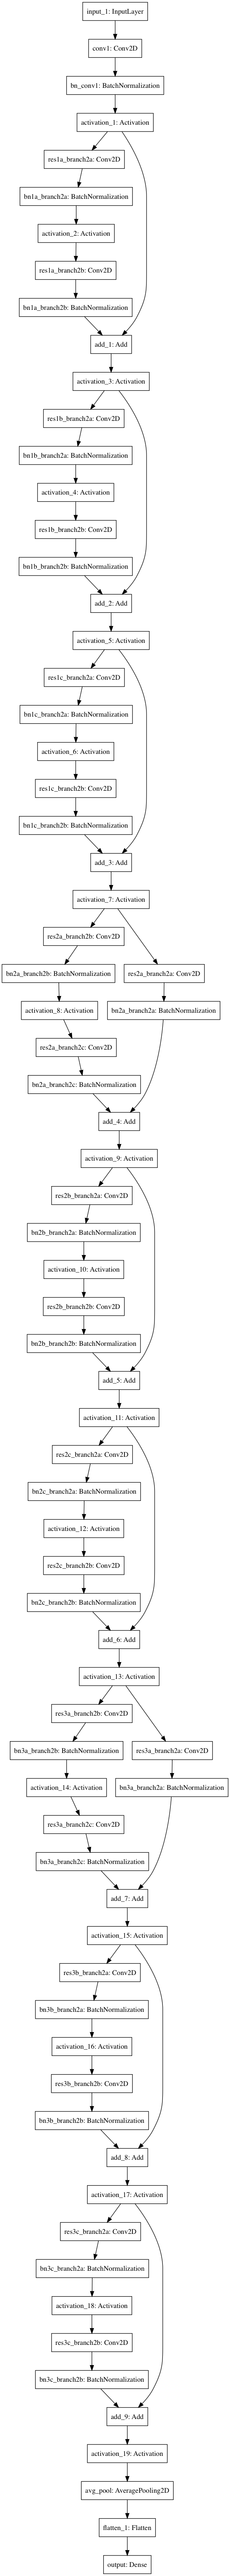 input_1: InputLayer
conv1: Conv2D
bn_conv1: BatchNormalization
activation_1: Activation
res1a_branch2a: Conv2D
bn1a_branch2a: BatchNormalization
activation_2: Activation
res1a_branch2b: Conv2D
bn1a_branch2b: BatchNormalization
add_1: Add
activation_3: Activation
res1b_branch2a: Conv2D
bn1b_branch2a: BatchNormalization
activation_4: Activation
res1b_branch2b: Conv2D
bn1b_branch2b: BatchNormalization
add_2: Add
activation_5: Activation
res1c_branch2a: Conv2D
bn1c_branch2a: BatchNormalization
activation_6: Activation
res1c_branch2b: Conv2D
bn1c_branch2b: BatchNormalization
add_3: Add
activation_7: Activation
res2a_branch2b: Conv2D
bn2a_branch2b: BatchNormalization
res2a_branch2a: Conv2D
activation_8: Activation
bn2a_branch2a: BatchNormalization
res2a_branch2c: Conv2D
bn2a_branch2c: BatchNormalization
add_4: Add
activation_9: Activation
res2b_branch2a: Conv2D
bn2b_branch2a: BatchNormalization
activation_10: Activation
res2b_branch2b: Conv2D
bn2b_branch2b: BatchNormalization
add_5: Add
activation_11: Activation
res2c_branch2a: Conv2D
bn2c_branch2a: BatchNormalization
activation_12: Activation
res2c_branch2b: Conv2D
bn2c_branch2b: BatchNormalization
add_6: Add
activation_13: Activation
res3a_branch2b: Conv2D
bn3a_branch2b: BatchNormalization
res3a_branch2a: Conv2D
activation_14: Activation
bn3a_branch2a: BatchNormalization
res3a_branch2c: Conv2D
bn3a_branch2c: BatchNormalization
add_7: Add
activation_15: Activation
res3b_branch2a: Conv2D
bn3b_branch2a: BatchNormalization
activation_16: Activation
res3b_branch2b: Conv2D
bn3b_branch2b: BatchNormalization
add_8: Add
activation_17: Activation
res3c_branch2a: Conv2D
bn3c_branch2a: BatchNormalization
activation_18: Activation
res3c_branch2b: Conv2D
bn3c_branch2b: BatchNormalization
add_9: Add
activation_19: Activation
avg_pool: AveragePooling2D
flatten_1: Flatten
output: Dense